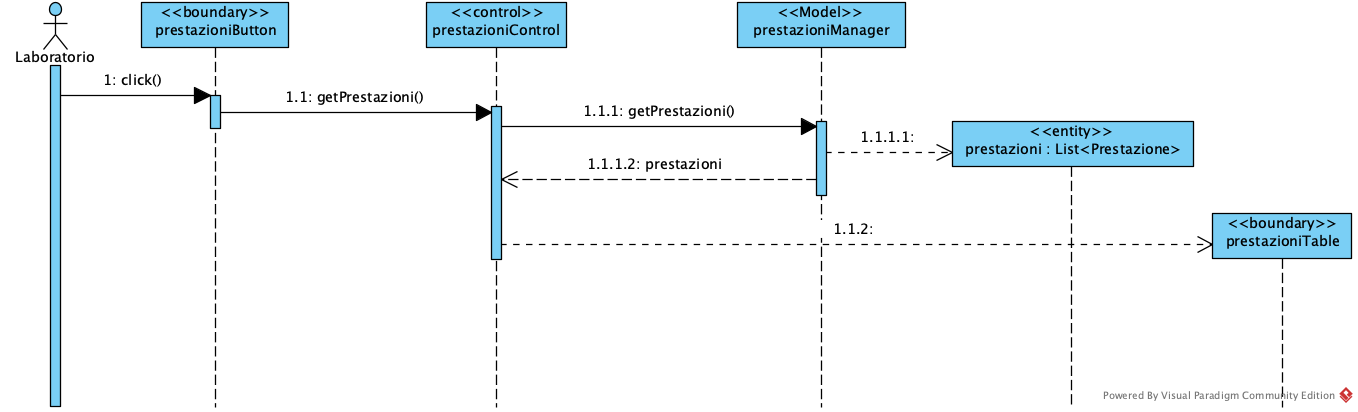 <<boundary>>
prestazioniButton
<<control>>
prestazioniControl
<<Model>>
prestazioniManager
Laboratorio
1: click()
1.1: getPrestazioni()
1.1.1: getPrestazioni()
1.1.1.1:
<<entity>>
prestazioni : List<Prestazione>
1.1.1.2: prestazioni
1.1.2:
<<boundary>>
prestazioniTable
Powered By Visual Paradigm Community Edition